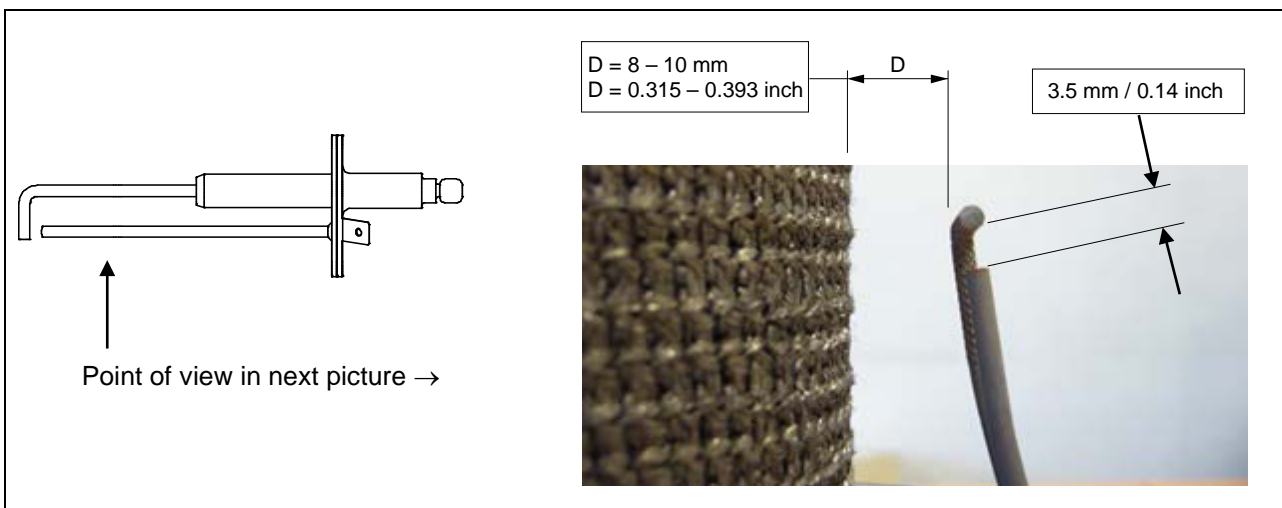 D = 8 – 10 mm
D = 0.315 – 0.393 inch
D
3.5 mm / 0.14 inch
Point of view in next picture →